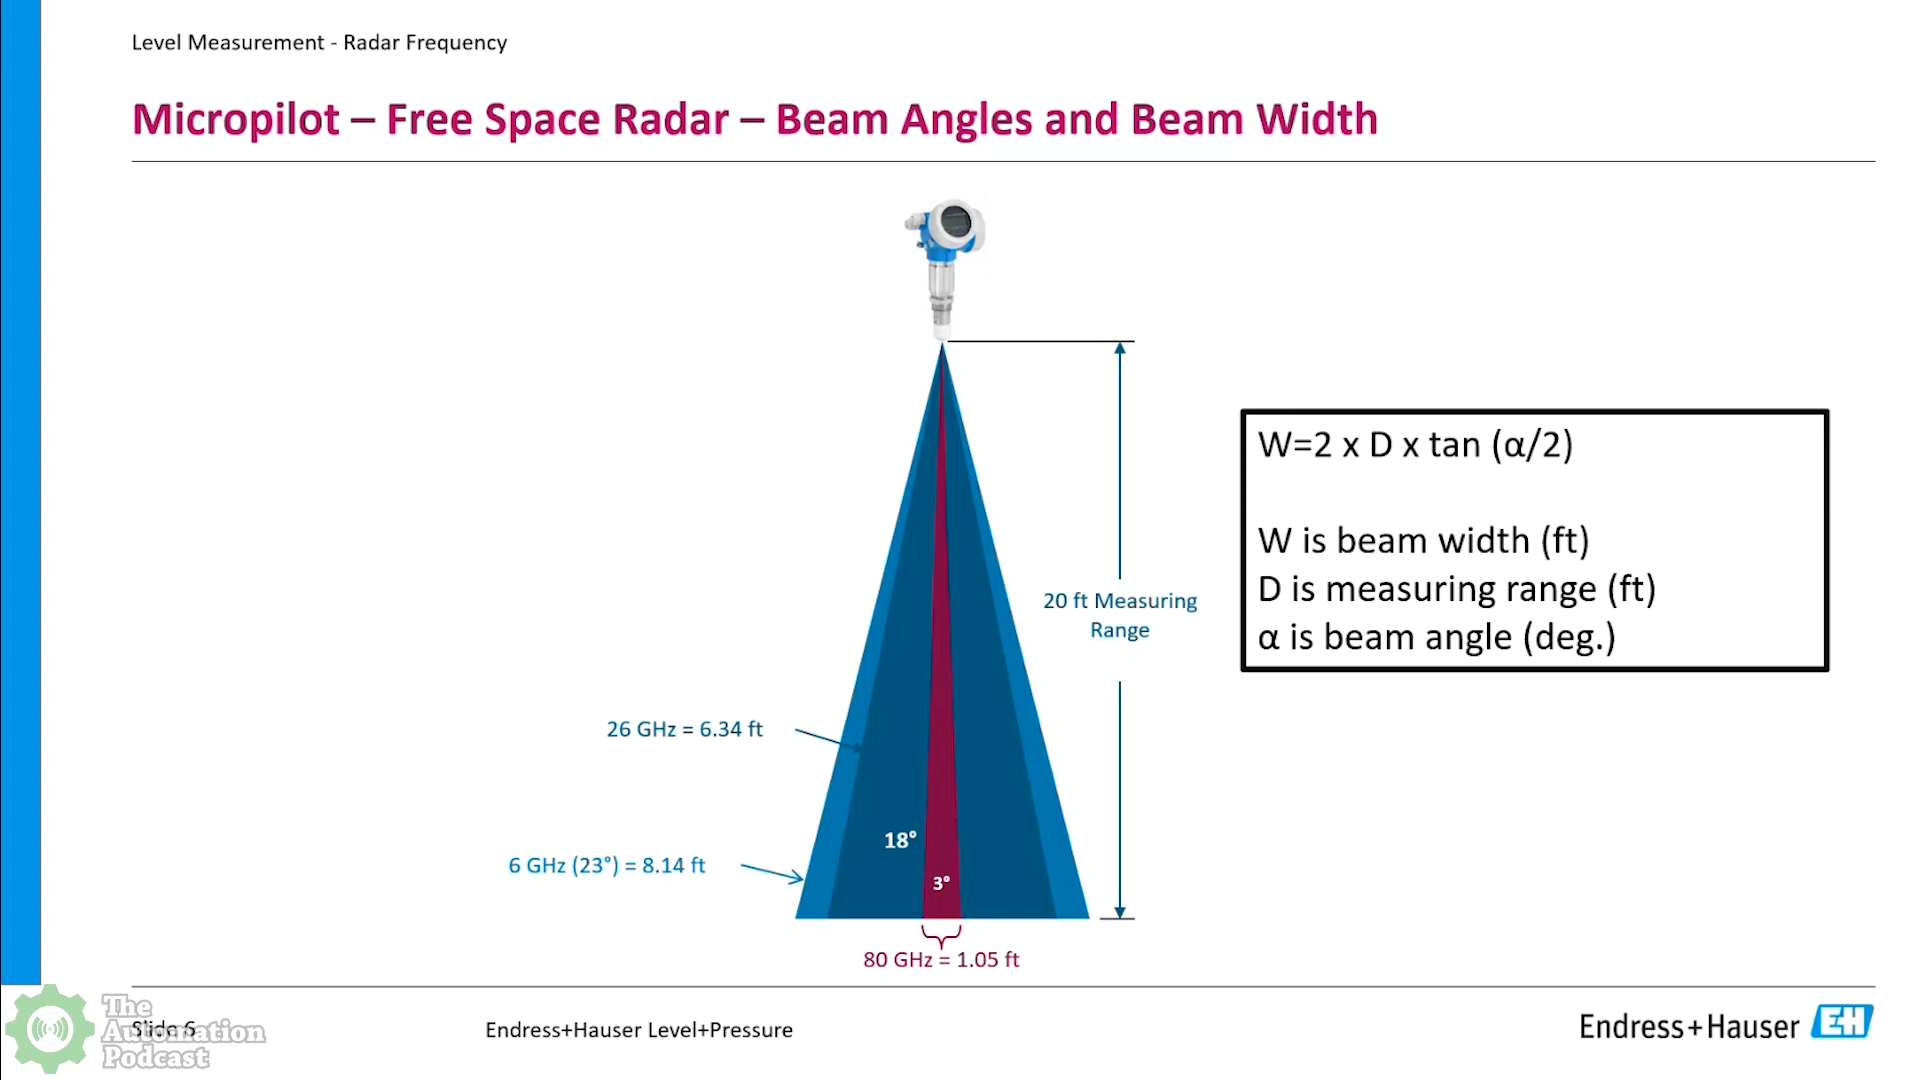 Level Measurement - Radar Frequency
Micropilot – Free Space Radar – Beam Angles and Beam Width
W=2 x D x tan (α/2)
W is beam width (ft)
D is measuring range (ft)
α is beam angle (deg.)
20 ft Measuring
Range
26 GHz = 6.34 ft
18°
6 GHz (23°) = 8.14 ft
3°
80 GHz = 1.05 ft
The
Automation
Podcast
Slide 6
Endress+Hauser Level+Pressure
Endress+Hauser
EH